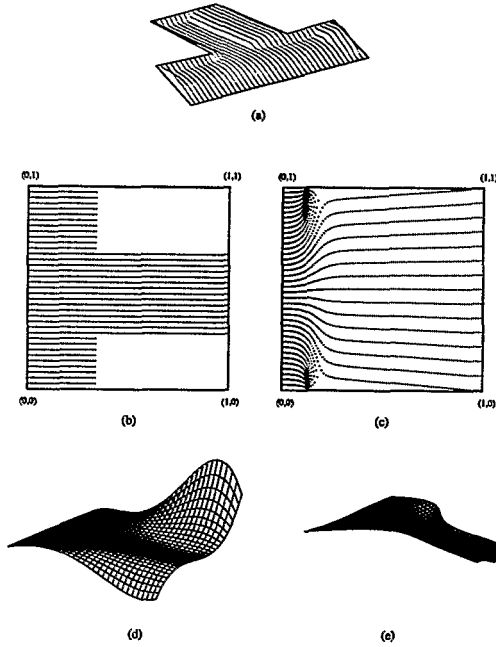 (a)
(0,1) (1,1) (0,1) (1,1)
(0,0) (1,0) (0,0) (1,0)
(b) (c)
(d) (e)